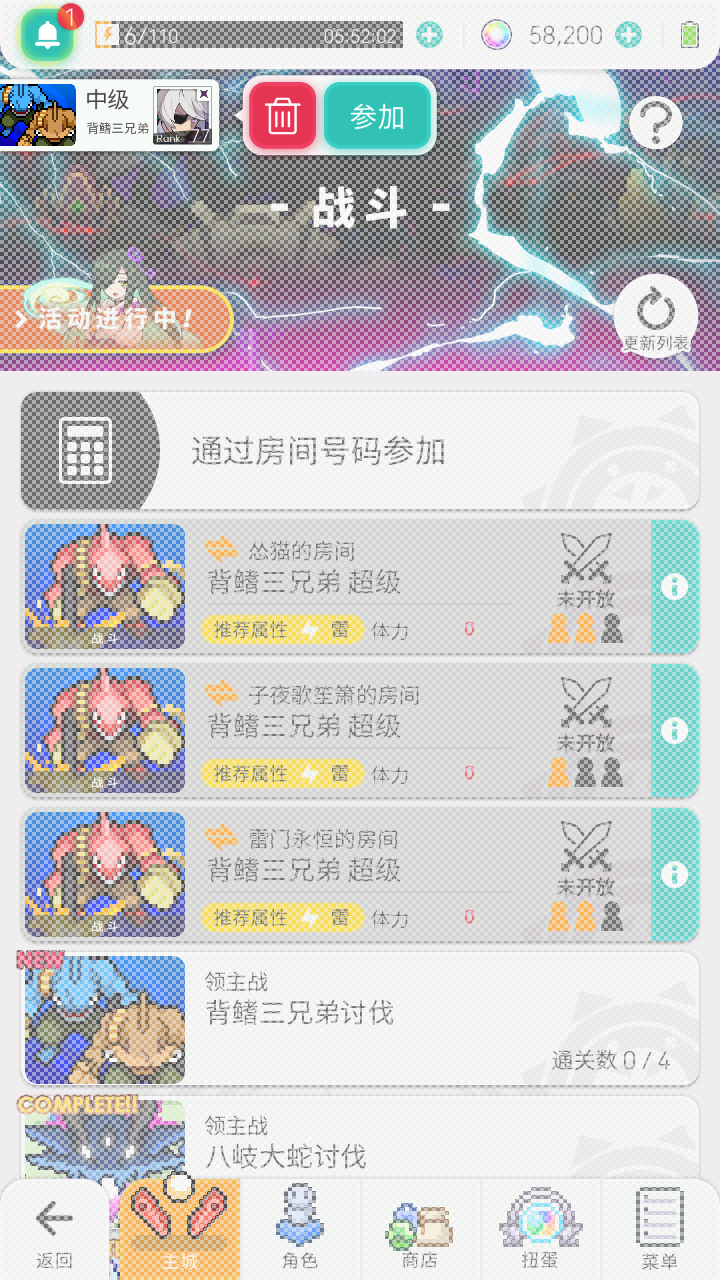 1
6/110
05:52:02
58,200
中级
背鳍三兄弟
Rank 77
参加
- 战斗 -
活动进行中!
更新列表
通过房间号码参加
怂猫的房间
背鳍三兄弟 超级
未开放
推荐属性 雷 体力 0
战斗
子夜歌笙箫的房间
背鳍三兄弟 超级
未开放
推荐属性 雷 体力 0
战斗
雷门永恒的房间
背鳍三兄弟 超级
未开放
推荐属性 雷 体力 0
战斗
NEW
领主战
背鳍三兄弟讨伐
通关数 0 / 4
COMPLETE!!
领主战
八岐大蛇讨伐
返回
主城
角色
商店
扭蛋
菜单